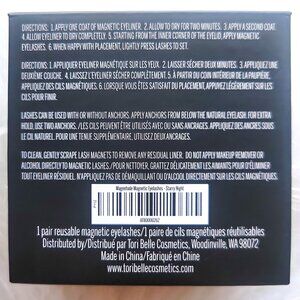 DIRECTIONS: 1. APPLY ONE COAT OF MAGNETIC EYELINER. 2. ALLOW TO DRY FOR TWO MINUTES. 3. APPLY A SECOND COAT.
4. ALLOW EYELINER TO DRY COMPLETELY. 5. STARTING FROM THE INNER CORNER OF THE EYELID, APPLY MAGNETIC
EYELASHES. 6. WHEN HAPPY WITH PLACEMENT, LIGHTLY PRESS LASHES TO SET.
DIRECTIONS: 1. APPLIQUER EYELINER MAGNÉTIQUE SUR LES YEUX. 2. LAISSER SÉCHER DEUX MINUTES. 3. APPLIQUEZ UNE
DEUXIÈME COUCHE. 4. LAISSEZ L'EYELINER SÉCHER COMPLÈTEMENT. 5. À PARTIR DU COIN INTÉRIEUR DE LA PAUPIÈRE,
APPLIQUEZ DES CILS MAGNÉTIQUES. 6. LORSQUE VOUS ÊTES SATISFAIT DU PLACEMENT, APPUYEZ LÉGÈREMENT SUR LES
CILS POUR FINIR.
LASHES CAN BE USED WITH OR WITHOUT ANCHORS. APPLY ANCHORS FROM BELOW THE NATURAL EYELASH. FOR EXTRA
HOLD, USE TWO ANCHORS./LES CILS PEUVENT ÊTRE UTILISÉS AVEC OU SANS ANCRAGES. APPLIQUEZ DES ANCRES SOUS
LE CIL NATUREL. POUR UNE TENUE SUPPLÉMENTAIRE, UTILISEZ DEUX ANCRAGES.
TO CLEAN, GENTLY SCRAPE LASH MAGNETS TO REMOVE ANY RESIDUAL LINER. DO NOT APPLY MAKEUP REMOVER OR
ALCOHOL DIRECTLY TO MAGNETIC LASHES./POUR NETTOYER, GRATTEZ DÉLICATEMENT LES AIMANTS POUR D'ÉLIMINER
TOUT EXCÈS D'EYELINER. N'APPLIQUEZ PAS DE DÉMAQUILLANT OU D'ALCOOL DIRECTEMENT SUR LES CILS MAGNÉTIQUES.
Magnetude Magnetic Eyelashes - Starry Night
1 pair reusable magnetic eyelashes/1 paire de cils magnétiques réutilisables
Distributed by/Distribué par Tori Belle Cosmetics, Woodinville, WA 98072
Made in China/Fabriqué en Chine
www.toribellecosmetics.com